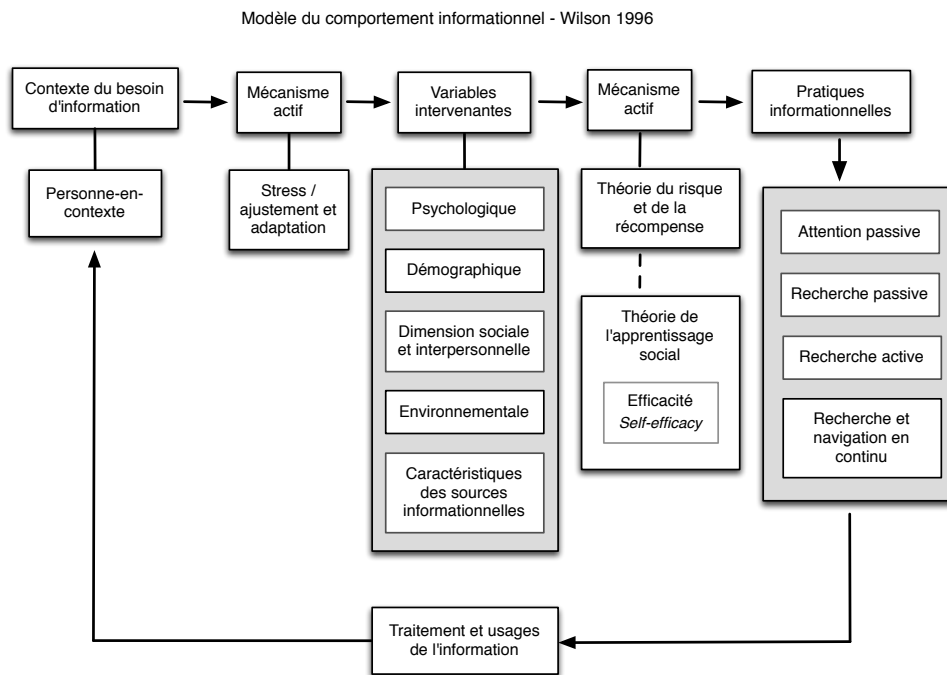 Modèle du comportement informationnel - Wilson 1996
Contexte du besoin
d'information
Mécanisme
actif
Variables
intervenantes
Mécanisme
actif
Pratiques
informationnelles
Personne-en-
contexte
Stress /
ajustement et
adaptation
Psychologique
Démographique
Dimension sociale
et interpersonnelle
Environnementale
Caractéristiques
des sources
informationnelles
Théorie du risque
et de la
récompense
Théorie de
l'apprentissage
social
Efficacité
Self-efficacy
Attention passive
Recherche passive
Recherche active
Recherche et
navigation en
continu
Traitement et usages
de l'information